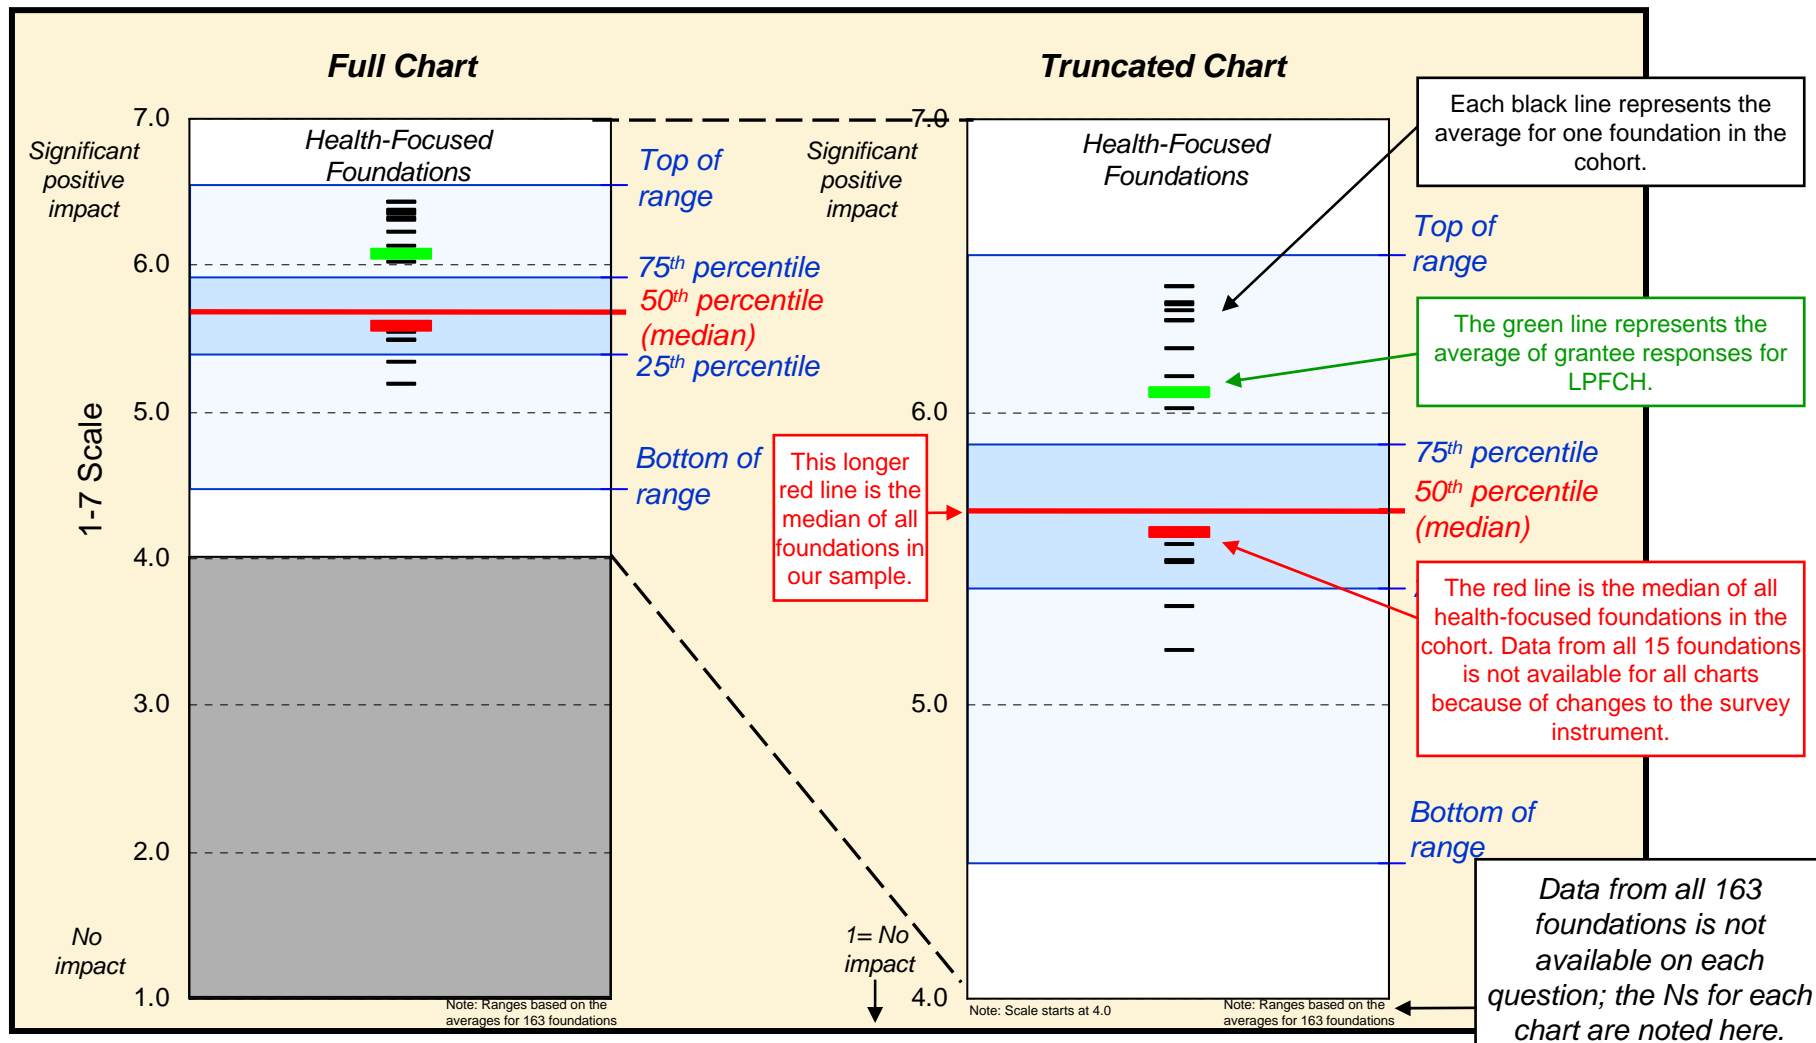 Full Chart
7.0
Significant
positive
impact
Health-Focused
Foundations
Top of
range
6.0
75th percentile
50th percentile
(median)
25th percentile
5.0
Bottom of
range
1-7 Scale
4.0
3.0
2.0
No
impact
1.0
Note: Ranges based on the
averages for 163 foundations
Truncated Chart
7.0
Significant
positive
impact
Health-Focused
Foundations
Top of
range
6.0
75th percentile
50th percentile
(median)
5.0
Bottom of
range
1= No
impact
4.0
Note: Scale starts at 4.0
Note: Ranges based on the
averages for 163 foundations
This longer
red line is the
median of all
foundations in
our sample.
Each black line represents the
average for one foundation in the
cohort.
The green line represents the
average of grantee responses for
LPFCH.
The red line is the median of all
health-focused foundations in the
cohort. Data from all 15 foundations
is not available for all charts
because of changes to the survey
instrument.
Data from all 163
foundations is not
available on each
question; the Ns for each
chart are noted here.